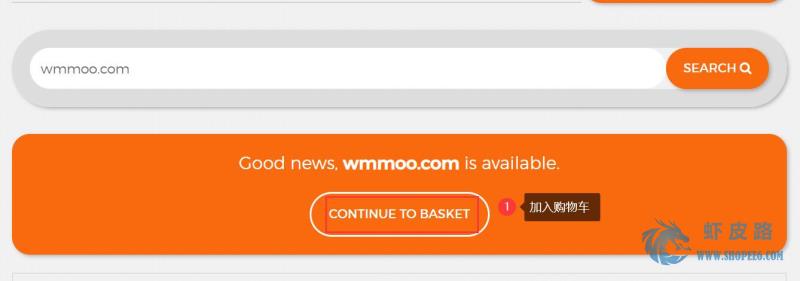 wmmoo.com
SEARCH
Good news, wmmoo.com is available.
CONTINUE TO BASKET
1
加入购物车
虾皮路
WWW.SHOPEE6.COM